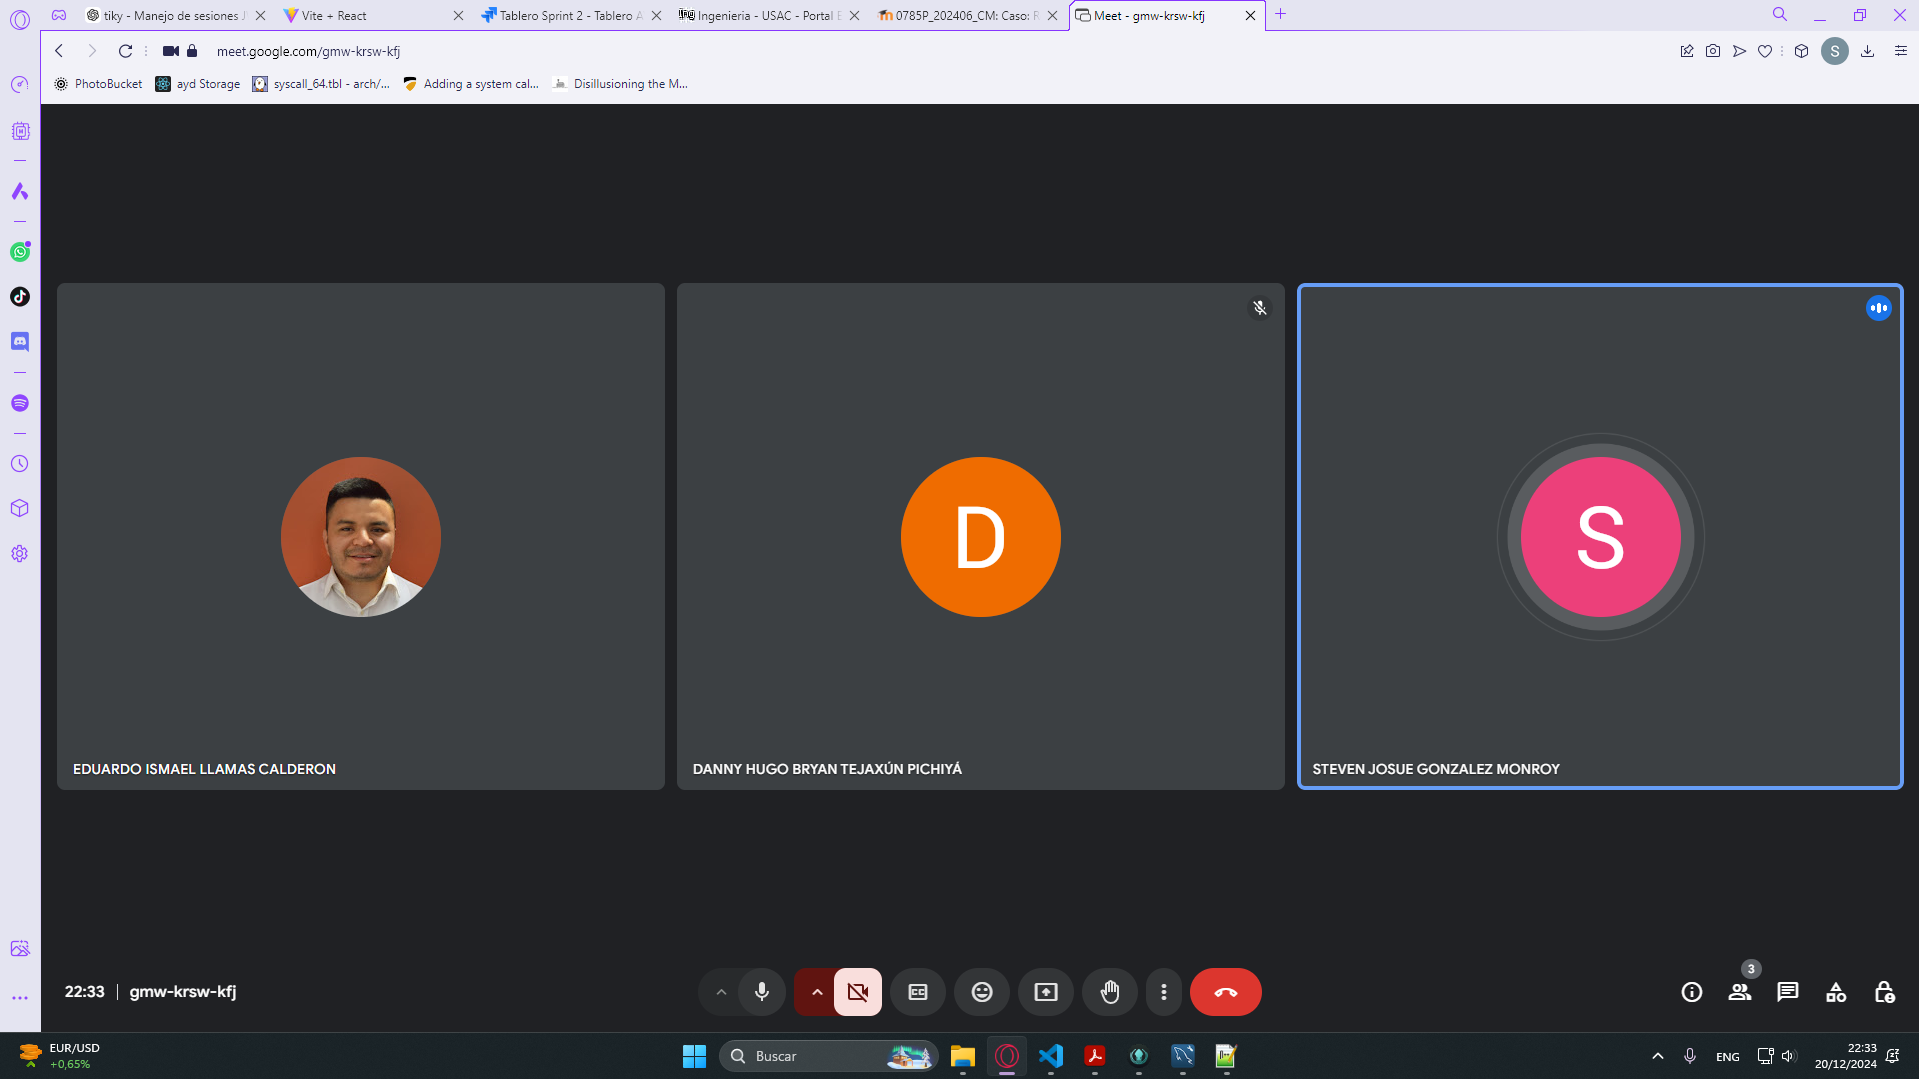 tiky - Manejo de sesiones J
Vite + React
Tablero Sprint 2 - Tablero A
Ingenieria - USAC - Portal E
0785P_202406_CM: Caso: R
Meet - gmw-krsw-kfj
meet.google.com/gmw-krsw-kfj
S
PhotoBucket
ayd Storage
syscall_64.tbl - arch/...
Adding a system cal...
Disillusioning the M...
D
S
EDUARDO ISMAEL LLAMAS CALDERON
DANNY HUGO BRYAN TEJAXÚN PICHIYÁ
STEVEN JOSUE GONZALEZ MONROY
22:33 | gmw-krsw-kfj
CC
3
EUR/USD
+0,65%
Buscar
ENG
22:33
20/12/2024